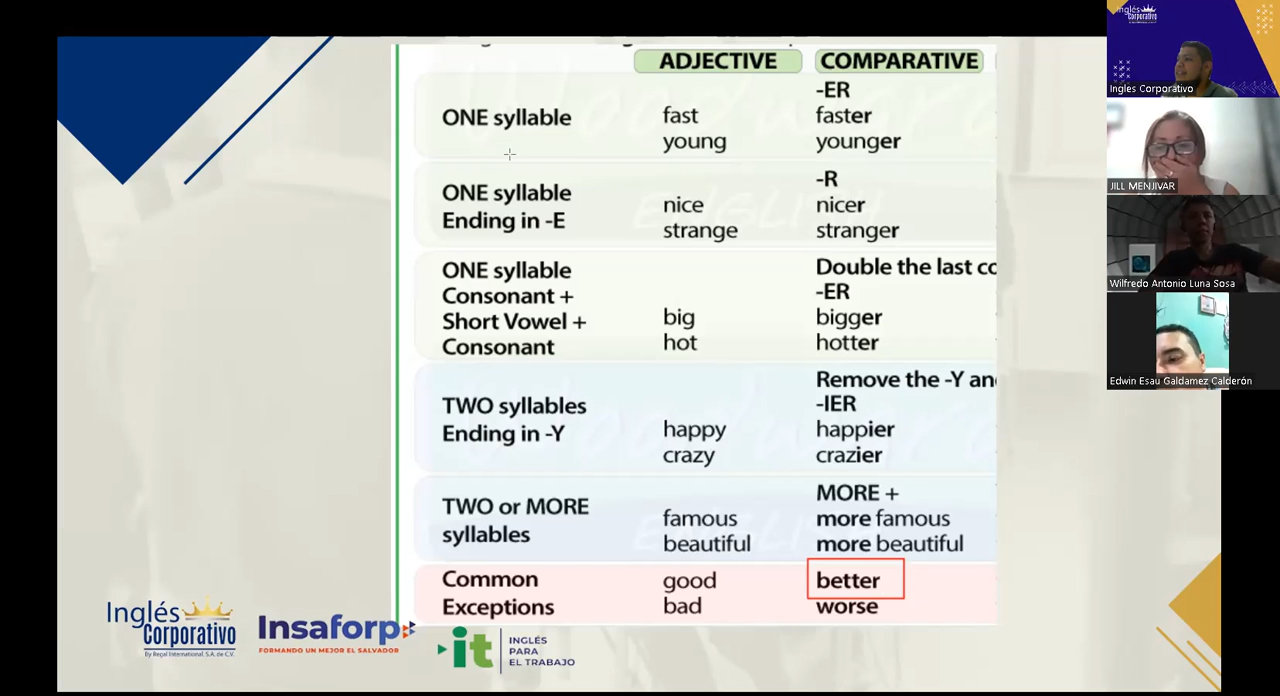 ADJECTIVE COMPARATIVE
-ER
ONE syllable fast faster
young younger
-R
ONE syllable nice nicer
Ending in -E strange stranger
ONE syllable Double the last co
Consonant + -ER
Short Vowel + big bigger
Consonant hot hotter
Remove the -Y an
TWO syllables -IER
Ending in -Y happy happier
crazy crazier
MORE +
TWO or MORE famous more famous
syllables beautiful more beautiful
Common good better
Exceptions bad worse
Inglés
Corporativo
By Regal International, S.A. de C.V.
Insaforp
FORMANDO UN MEJOR EL SALVADOR
it
INGLÉS
PARA
EL TRABAJO
Inglés
Corporativo
Ingles Corporativo
JILL MENJIVAR
Wilfredo Antonio Luna Sosa
Edwin Esau Galdamez Calderón